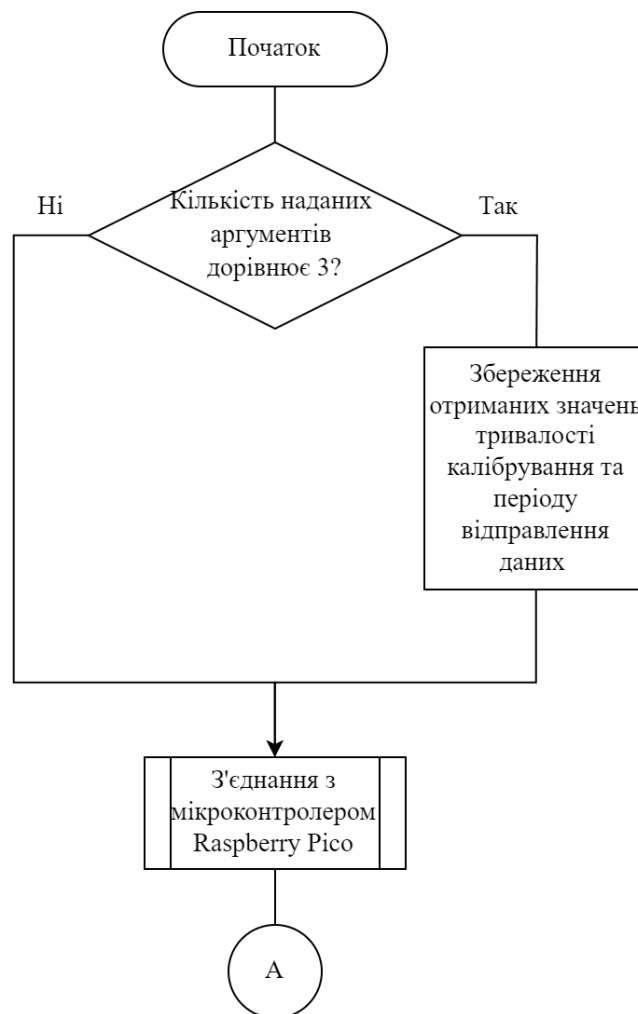 Початок
Кількість наданих
аргументів
дорівнює 3?
Ні
Так
Збереження
отриманих значень
тривалості
калібрування та
періоду
відправлення
даних
З'єднання з
мікроконтролером
Raspberry Pico
А